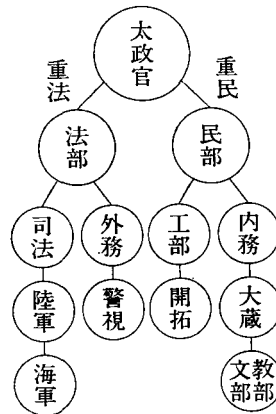 太政官
重法
重民
法部
民部
司法
外務
工部
内務
陸軍
警視
開拓
大蔵
海軍
教部
文部